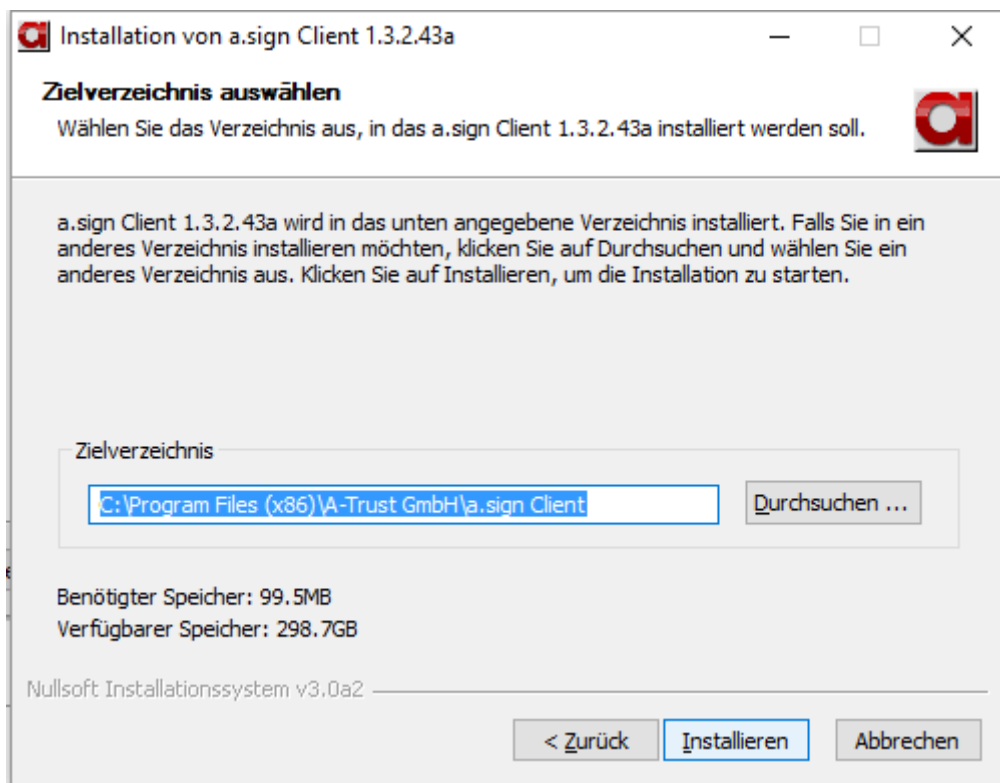 Installation von a.sign Client 1.3.2.43a
Zielverzeichnis auswählen
Wählen Sie das Verzeichnis aus, in das a.sign Client 1.3.2.43a installiert werden soll.
a.sign Client 1.3.2.43a wird in das unten angegebene Verzeichnis installiert. Falls Sie in ein
anderes Verzeichnis installieren möchten, klicken Sie auf Durchsuchen und wählen Sie ein
anderes Verzeichnis aus. Klicken Sie auf Installieren, um die Installation zu starten.
Zielverzeichnis
C:\Program Files (x86)\A-Trust GmbH\a.sign Client
Durchsuchen ...
Benötigter Speicher: 99.5MB
Verfügbarer Speicher: 298.7GB
Nullsoft Installationssystem v3.0a2
< Zurück
Installieren
Abbrechen